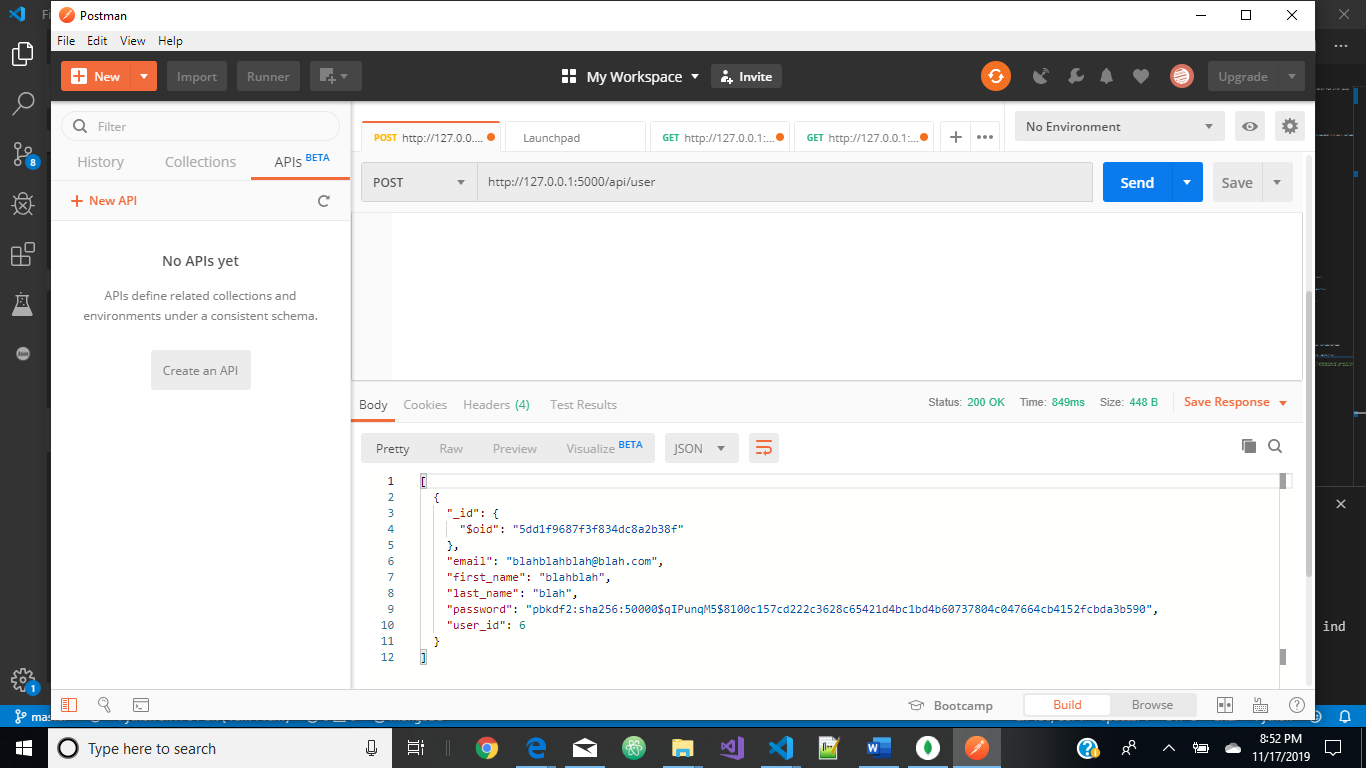 Postman
File Edit View Help
New Import Runner My Workspace Invite Upgrade
Filter
History Collections APIs BETA
+ New API
No APIs yet
APIs define related collections and
environments under a consistent schema.
Create an API
POST http://127.0.0.... Launchpad GET http://127.0.0.1:... GET http://127.0.0.1:... + ••• No Environment
POST http://127.0.0.1:5000/api/user Send Save
Body Cookies Headers (4) Test Results Status: 200 OK Time: 849ms Size: 448 B Save Response
Pretty Raw Preview Visualize BETA JSON
1 [
2 {
3 "_id": {
4 "$oid": "5dd1f9687f3f834dc8a2b38f"
5 },
6 "email": "blahblahblah@blah.com",
7 "first_name": "blahblah",
8 "last_name": "blah",
9 "password": "pbkdf2:sha256:50000$qIPunqM5$8100c157cd222c3628c65421d4bc1bd4b60737804c047664cb4152fcbda3b590",
10 "user_id": 6
11 }
12 ]
Bootcamp Build Browse
8
1
ind
Type here to search
8:52 PM
11/17/2019